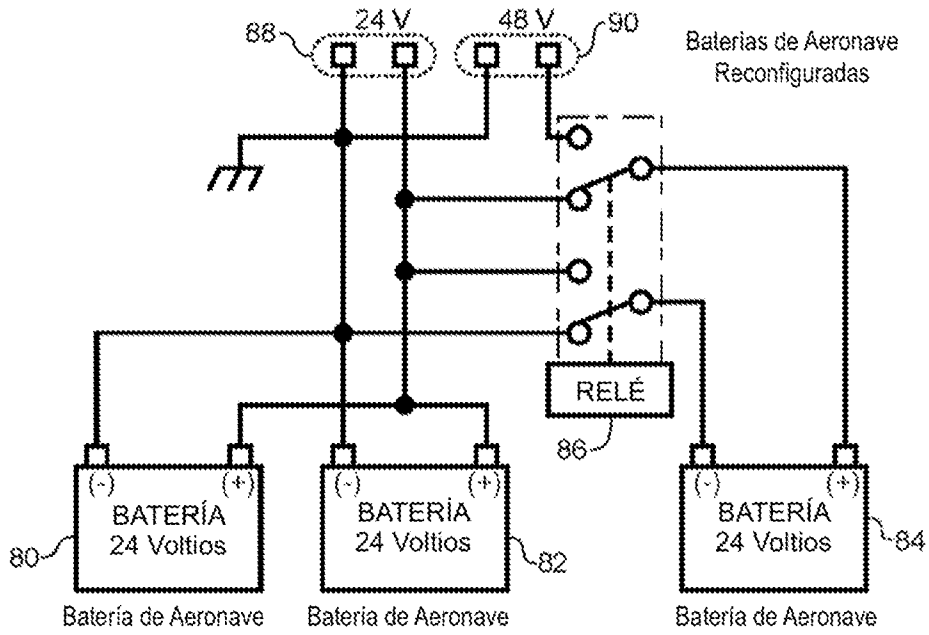 24 V
48 V
88
90
Baterias de Aeronave
Reconfiguradas
RELÉ
86
(-)
(+)
(-)
(+)
(-)
(+)
BATERÍA
24 Voltios
BATERÍA
24 Voltios
BATERÍA
24 Voltios
80
82
84
Batería de Aeronave
Batería de Aeronave
Batería de Aeronave